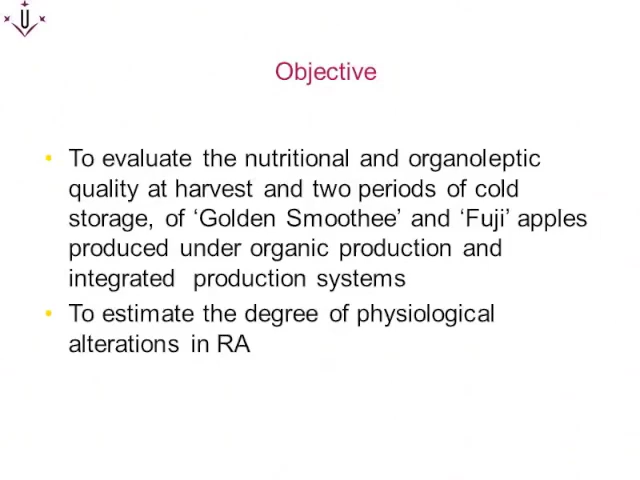 U
Objective
• To evaluate the nutritional and organoleptic
quality at harvest and two periods of cold
storage, of ‘Golden Smoothee’ and ‘Fuji’ apples
produced under organic production and
integrated production systems
• To estimate the degree of physiological
alterations in RA